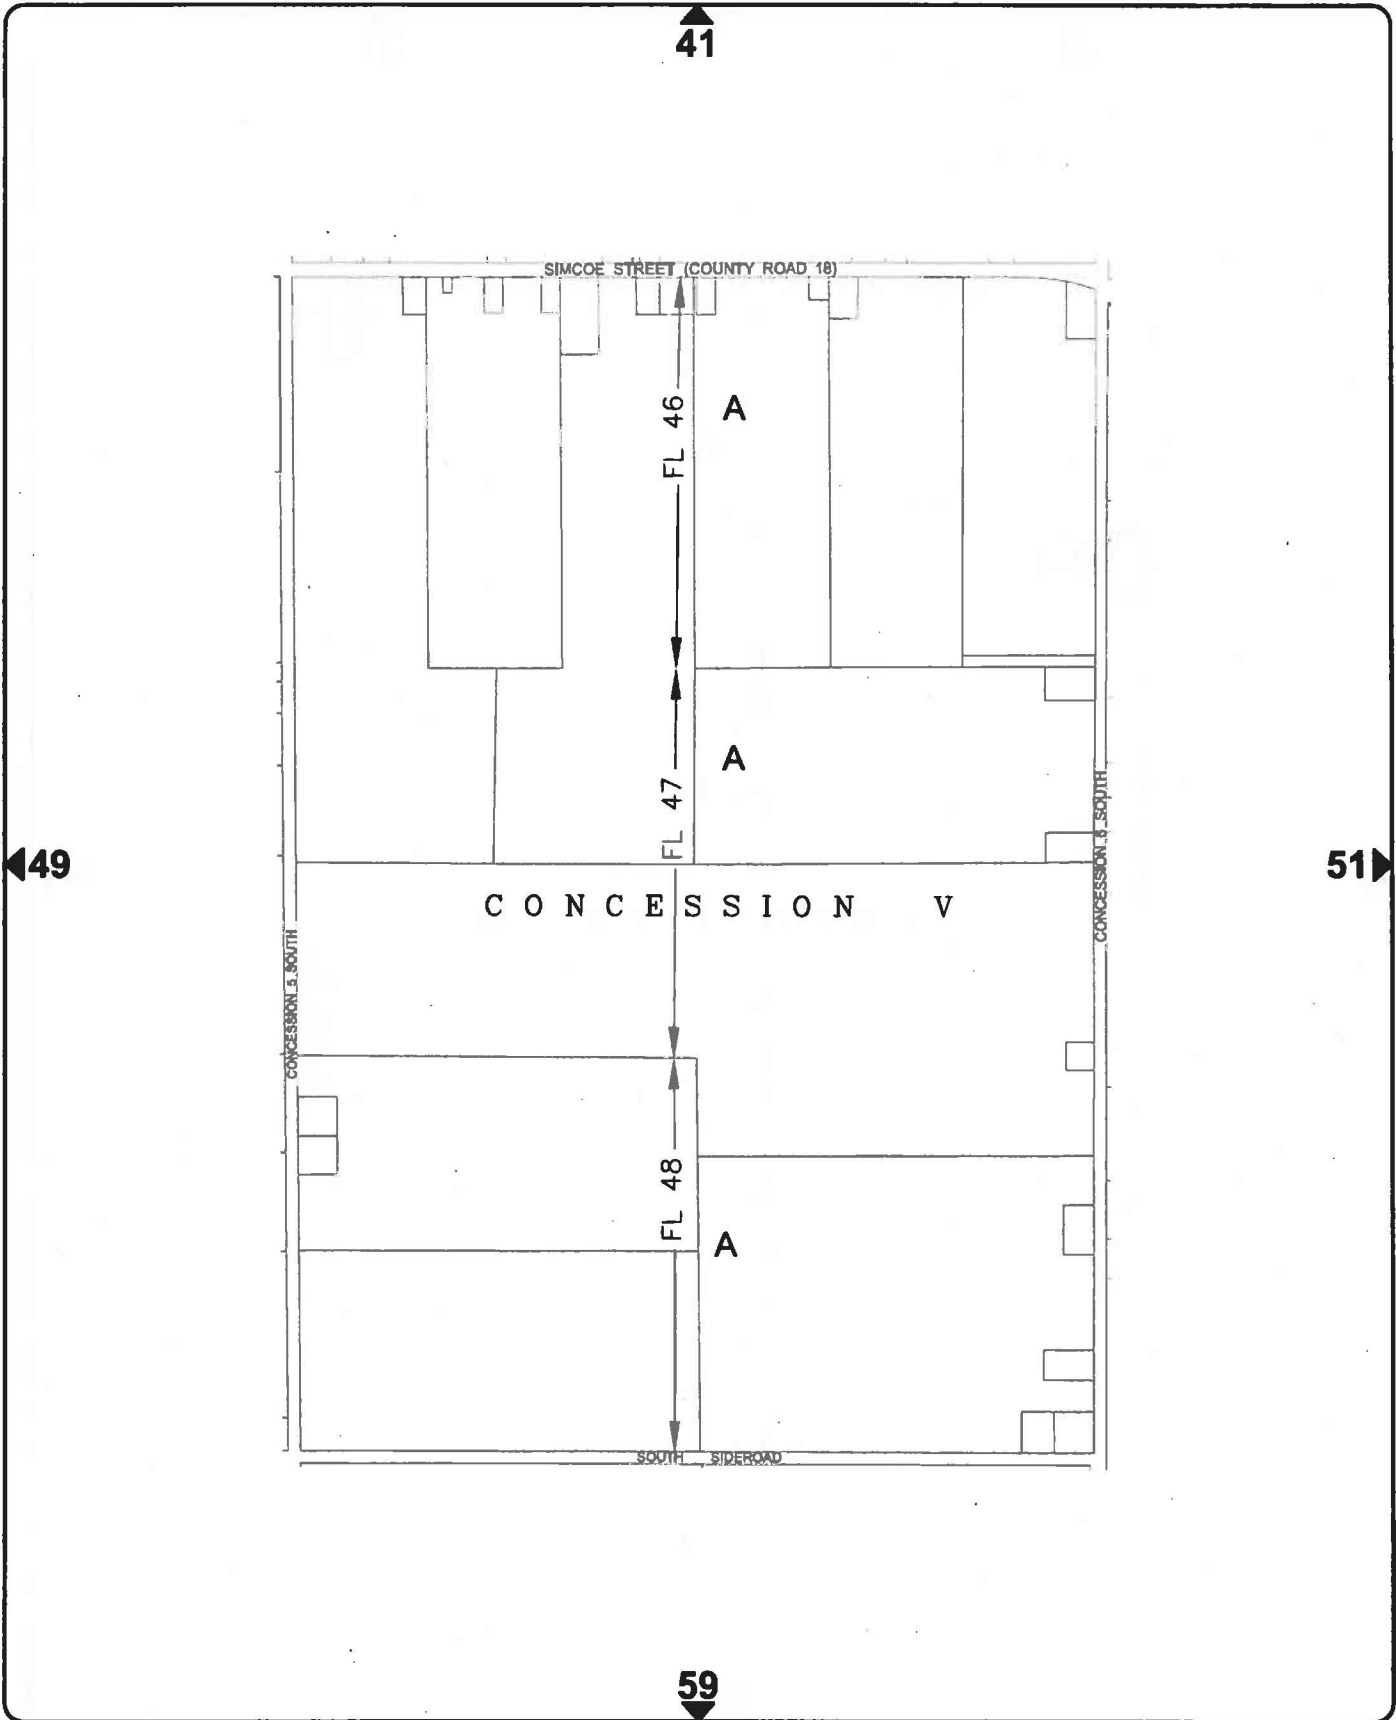 41
SIMCOE STREET (COUNTY ROAD 18)
FL 46
A
FL 47
A
CONCESSION 6 SOUTH
49
51
CONCESSION V
CONCESSION 5 SOUTH
FL 48
A
SOUTH SIDEROAD
59